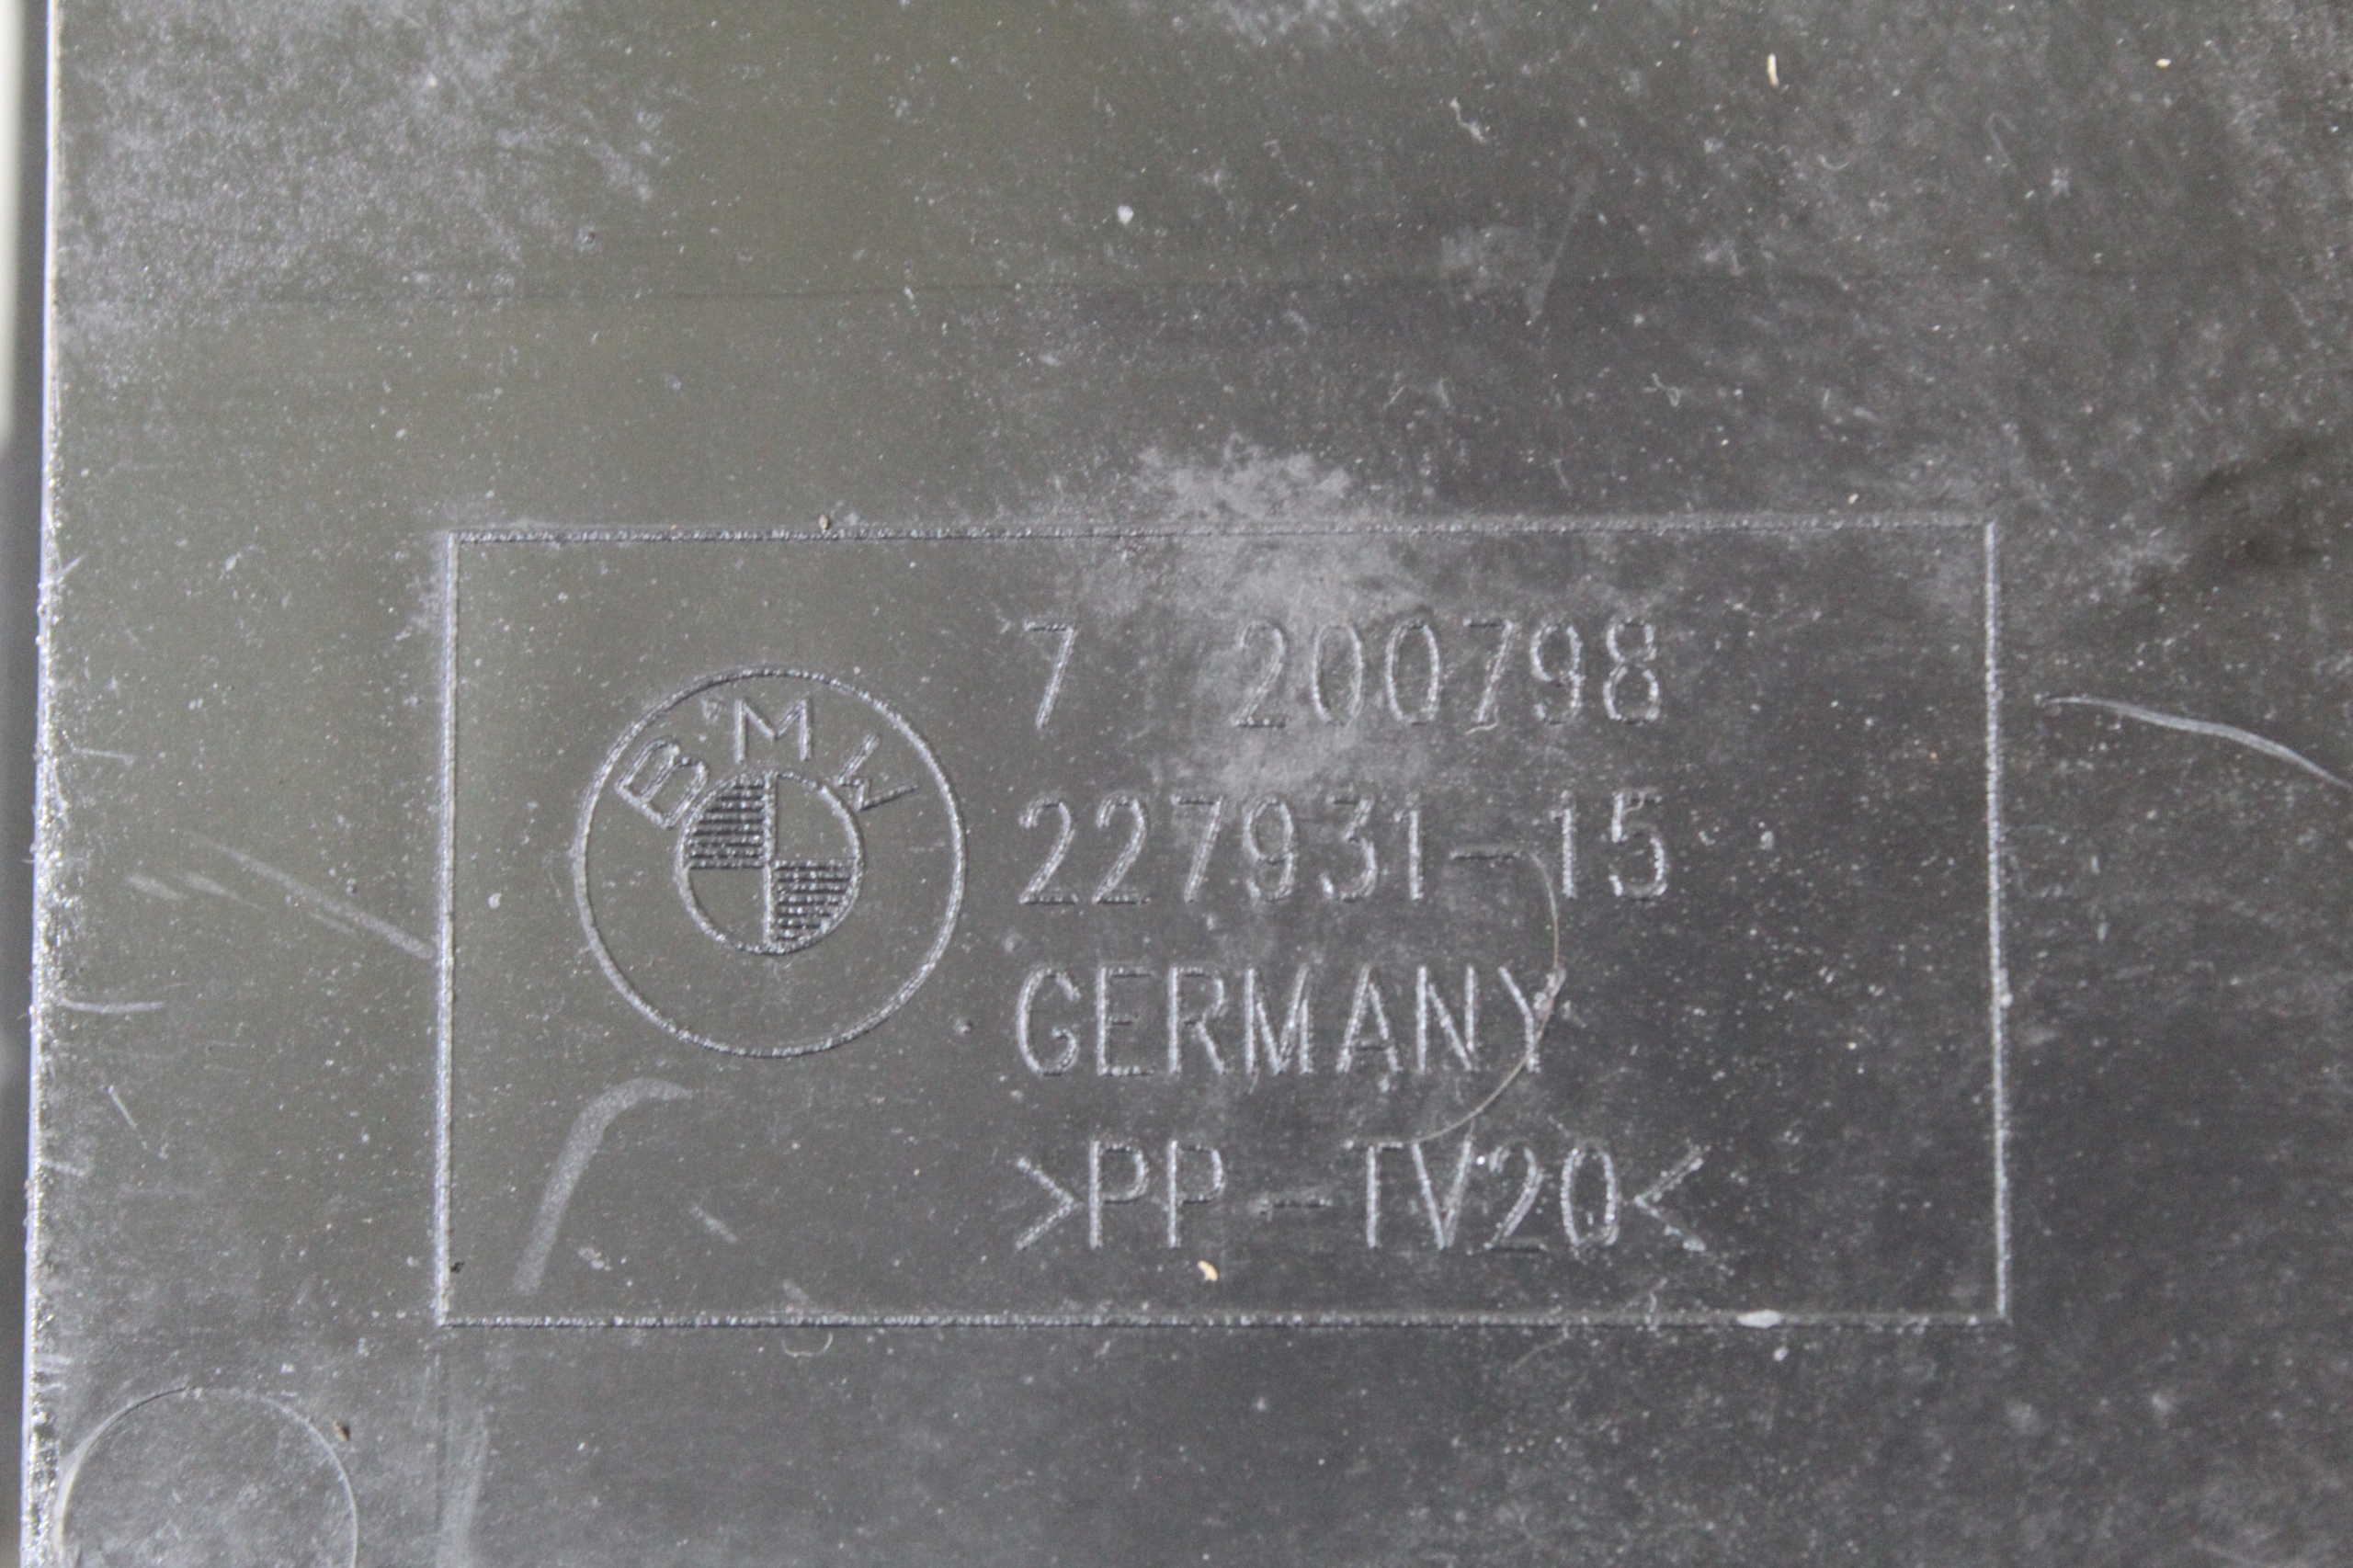 BMW
7 200798
227931-15
GERMANY
>PP-TV20<